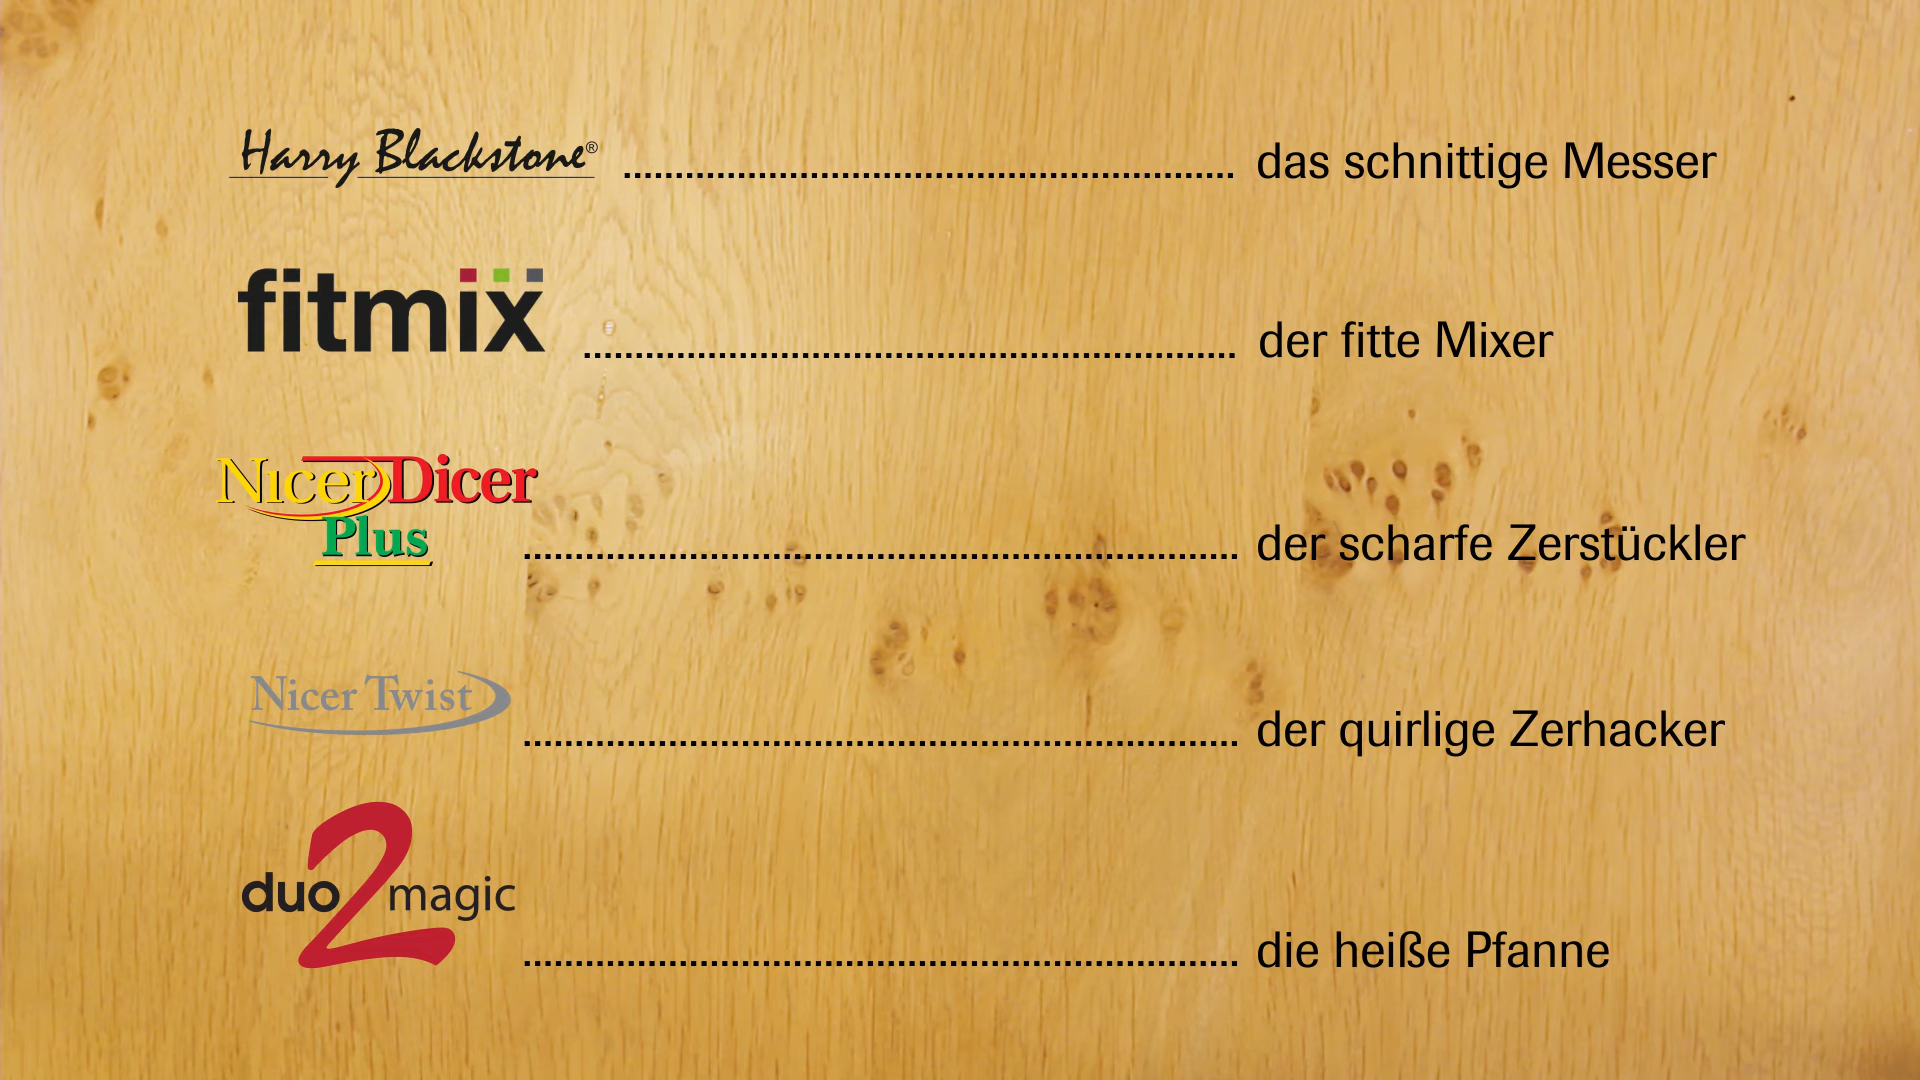 Harry Blackstone® ........................................................... das schnittige Messer
fitmix ............................................................... der fitte Mixer
Nicer Dicer
Plus ..................................................................... der scharfe Zerstückler
Nicer Twist ..................................................................... der quirlige Zerhacker
duo 2 magic ..................................................................... die heiße Pfanne